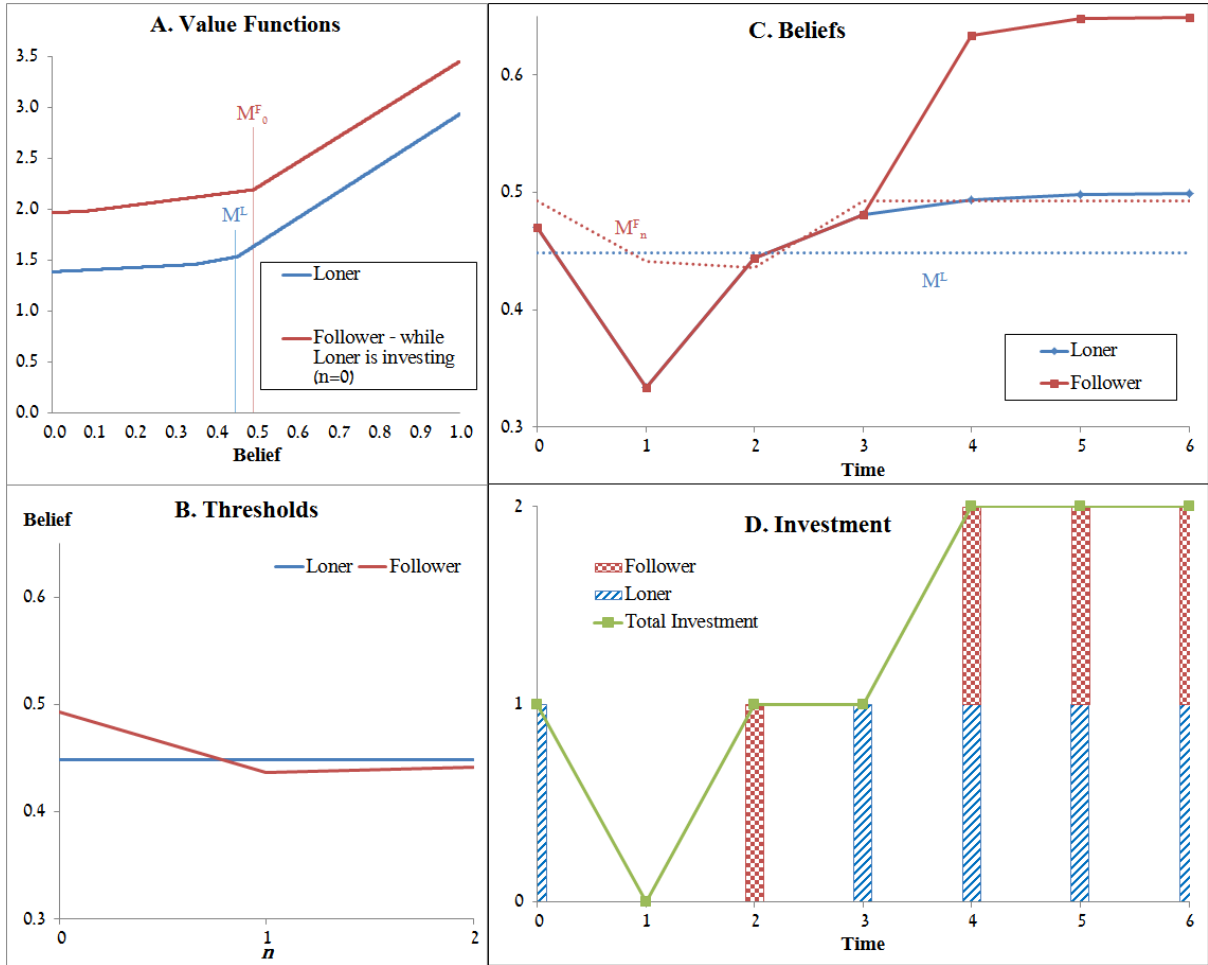 A. Value Functions
3.5
3.0
2.5
2.0
1.5
1.0
0.5
0.0
M^F_0
M^L
Loner
Follower - while
Loner is investing
(n=0)
0.0 0.1 0.2 0.3 0.4 0.5 0.6 0.7 0.8 0.9 1.0
Belief
C. Beliefs
0.6
0.5
0.4
0.3
M^F_n
M^L
Loner
Follower
0 1 2 3 4 5 6
Time
B. Thresholds
Belief
Loner Follower
0.6
0.5
0.4
0.3
0 1 2
n
D. Investment
2
1
0
Follower
Loner
Total Investment
0 1 2 3 4 5 6
Time